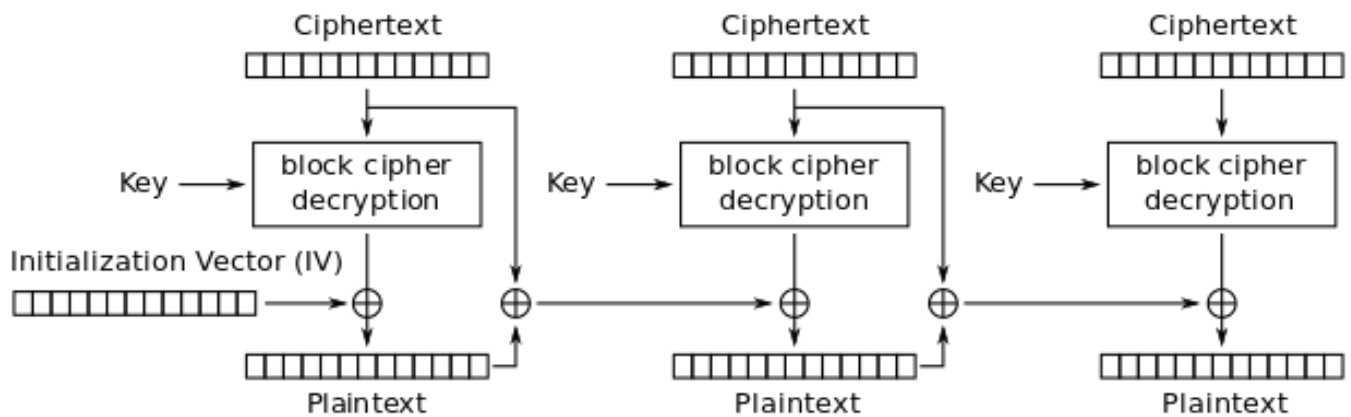 Ciphertext
Ciphertext
Ciphertext
Key
block cipher
decryption
Key
block cipher
decryption
Key
block cipher
decryption
Initialization Vector (IV)
Plaintext
Plaintext
Plaintext